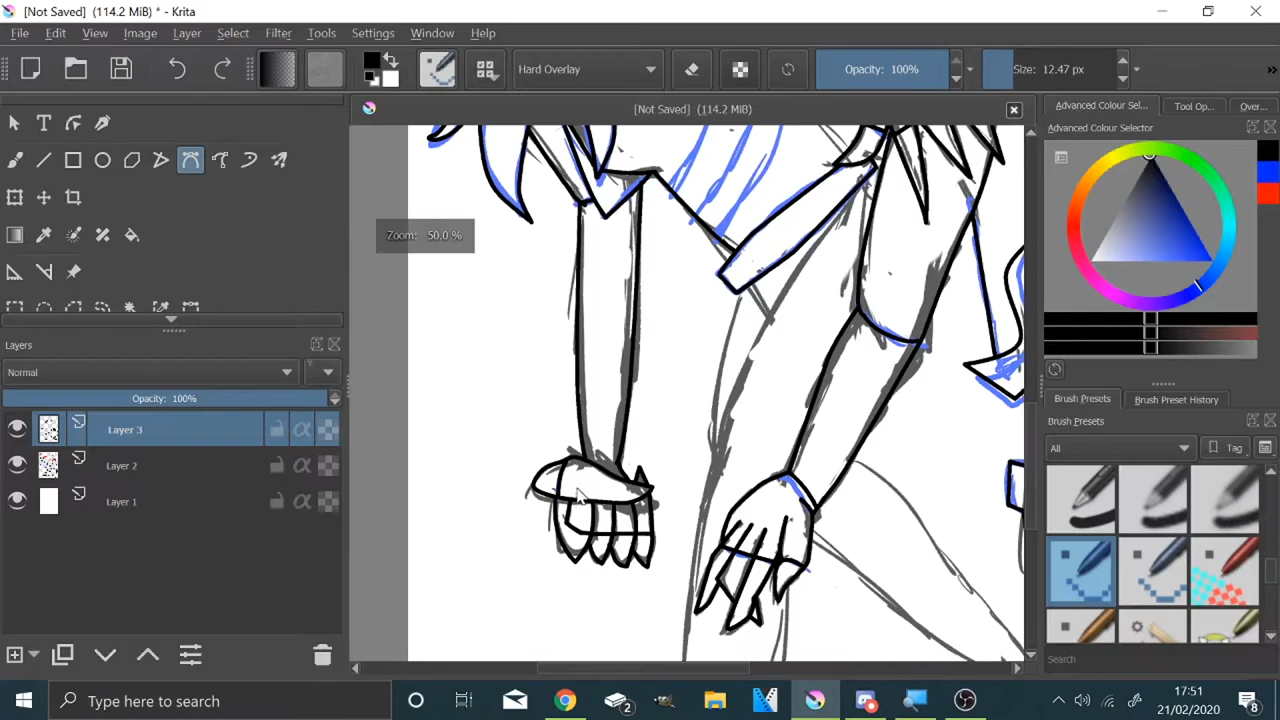 [Not Saved] (114.2 MiB) * - Krita
File Edit View Image Layer Select Filter Tools Settings Window Help
Hard Overlay Opacity: 100% Size: 12.47 px »
[Not Saved] (114.2 MiB)
Advanced Colour Sel... Tool Op... Over...
Advanced Colour Selector
Zoom: 50.0 %
Layers
Normal
Opacity: 100%
Layer 3
Layer 2
Layer 1
Brush Presets Brush Preset History
Brush Presets
All Tag
Search
Type here to search
2
17:51
21/02/2020
8